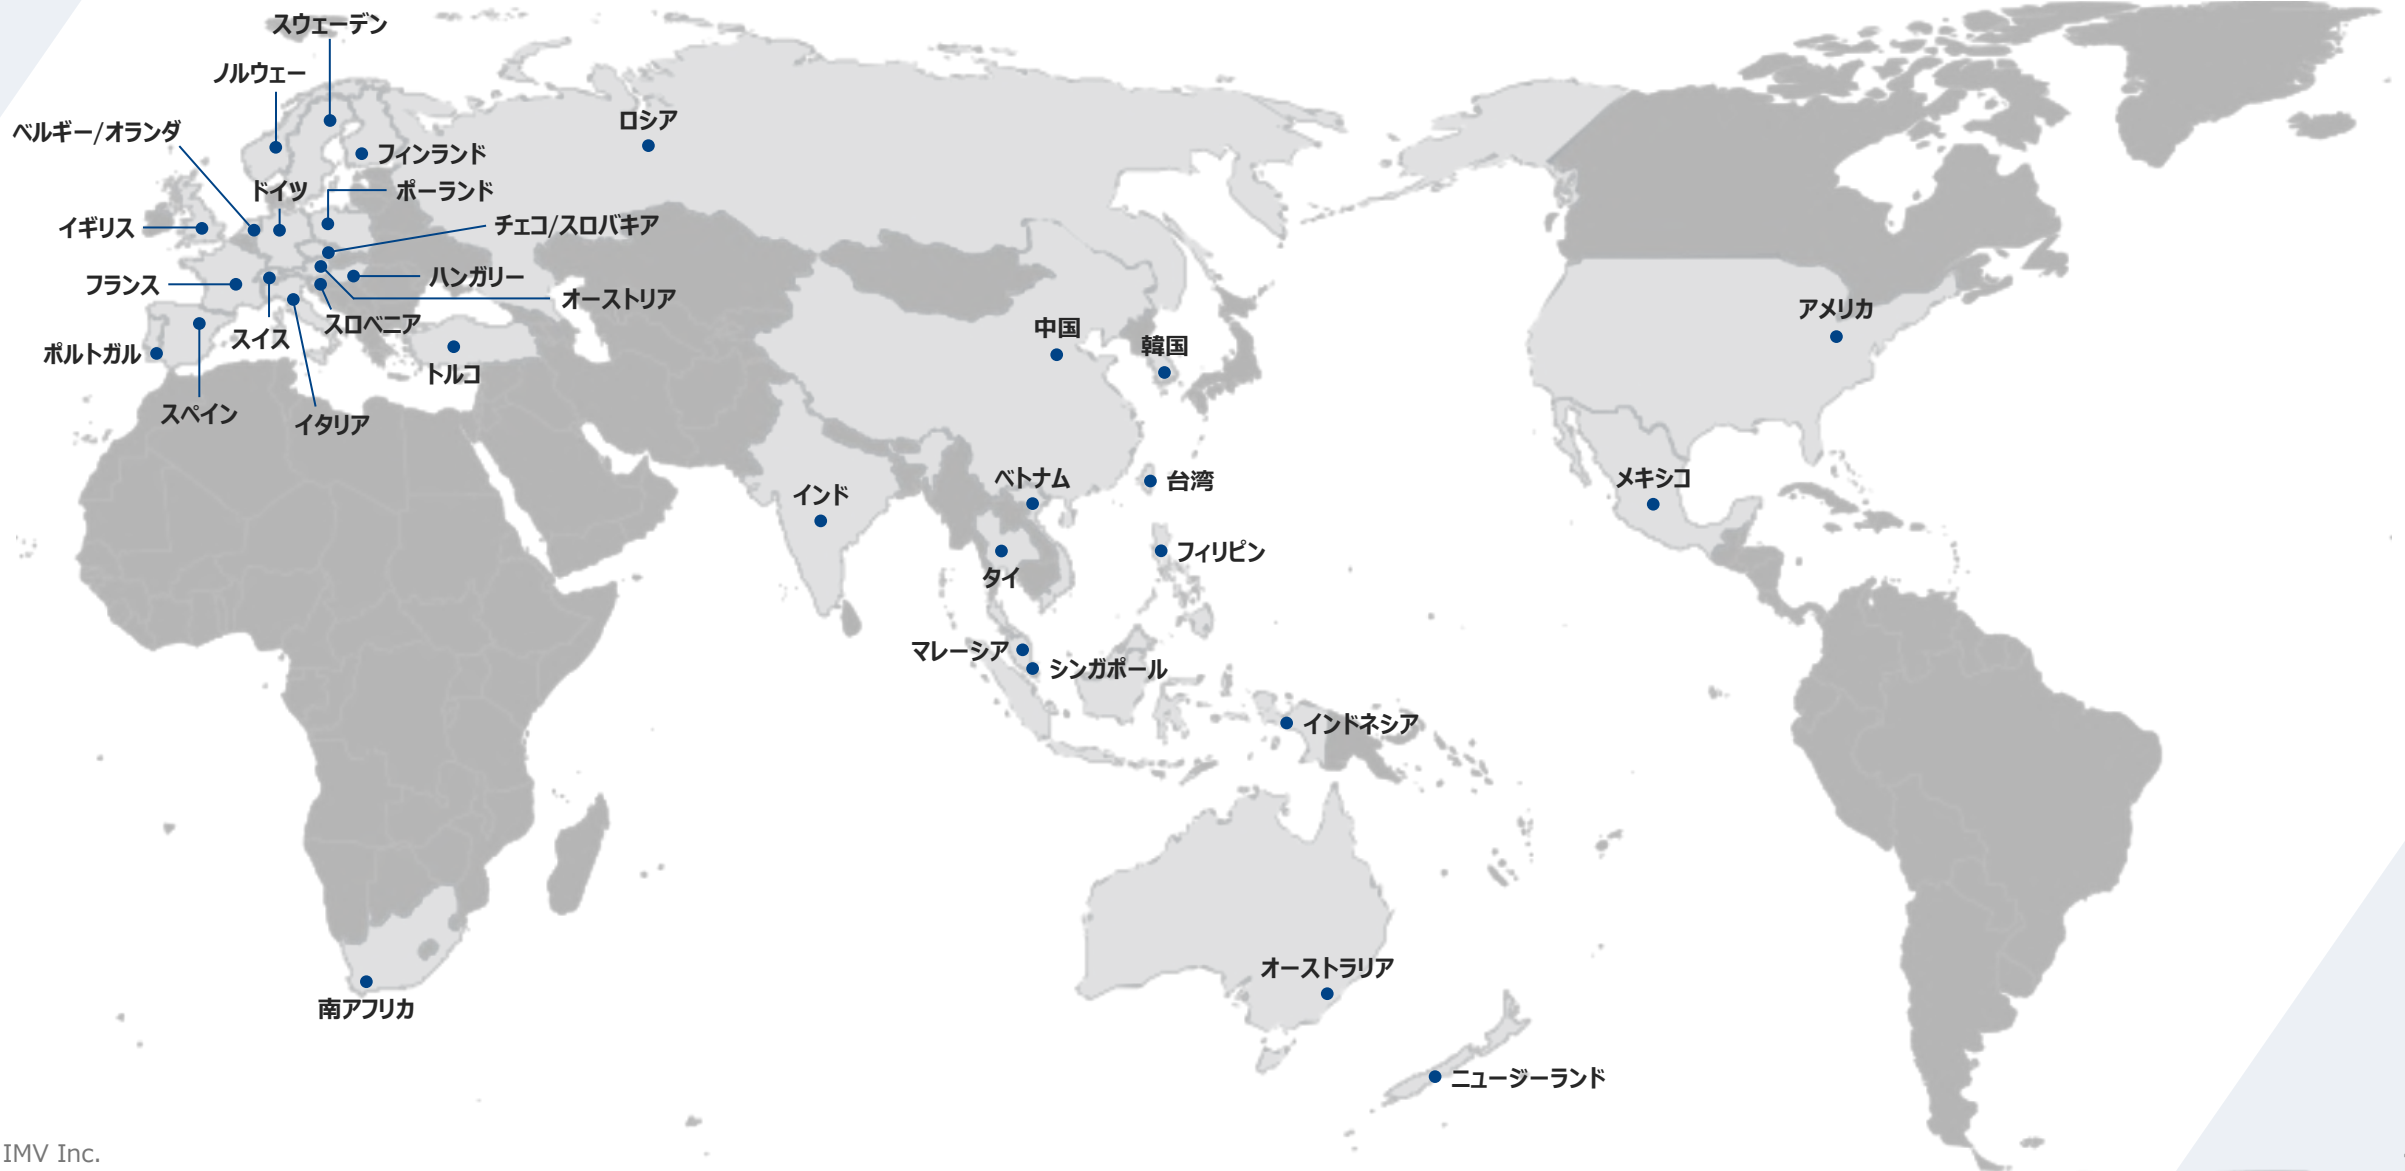 スウェーデン
ノルウェー
ベルギー/オランダ
ロシア
フィンランド
ドイツ
ポーランド
イギリス
チェコ/スロバキア
フランス
ハンガリー
オーストリア
スロベニア
スイス
ポルトガル
トルコ
スペイン
イタリア
中国
韓国
アメリカ
インド
ベトナム
台湾
メキシコ
フィリピン
タイ
マレーシア
シンガポール
インドネシア
オーストラリア
南アフリカ
ニュージーランド
IMV Inc.